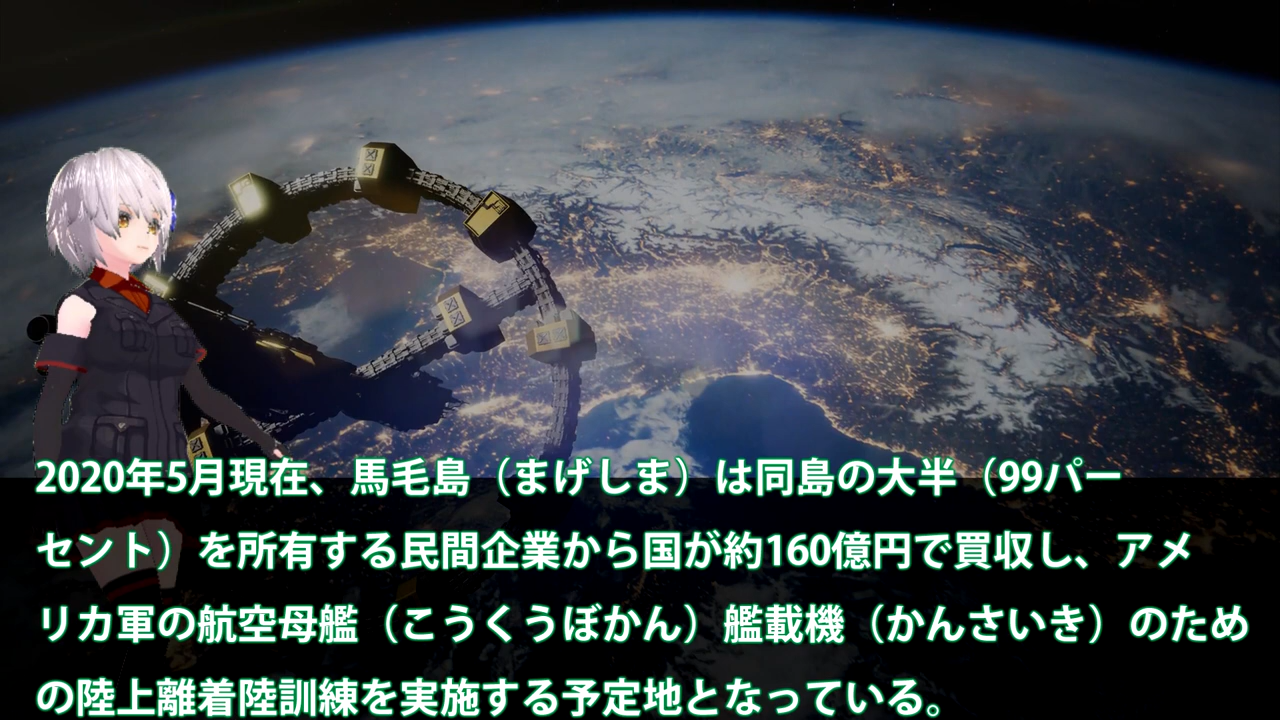 2020年5月現在、馬毛島（まげしま）は同島の大半（99パー
セント）を所有する民間企業から国が約160億円で買収し、アメ
リカ軍の航空母艦（こうくうぼかん）艦載機（かんさいき）のため
の陸上離着陸訓練を実施する予定地となっている。